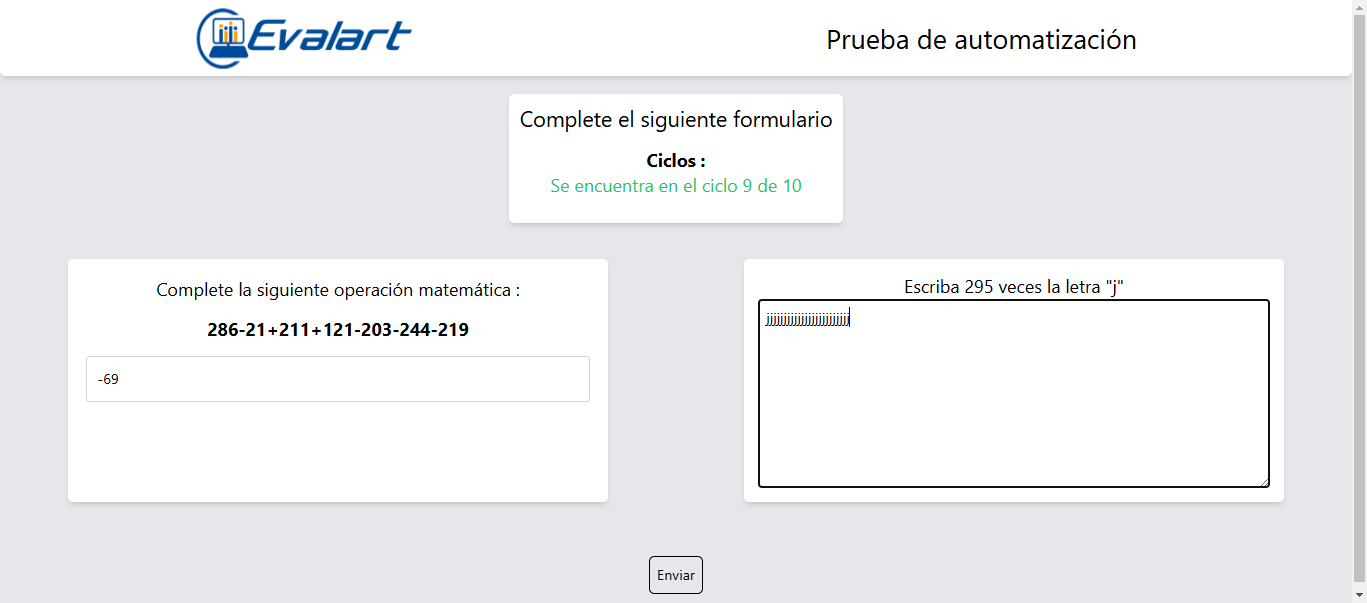 Evalart
Prueba de automatización
Complete el siguiente formulario
Ciclos :
Se encuentra en el ciclo 9 de 10
Complete la siguiente operación matemática :
286-21+211+121-203-244-219
-69
Escriba 295 veces la letra "j"
jjjjjjjjjjjjjjjjjjjjjjjj
Enviar